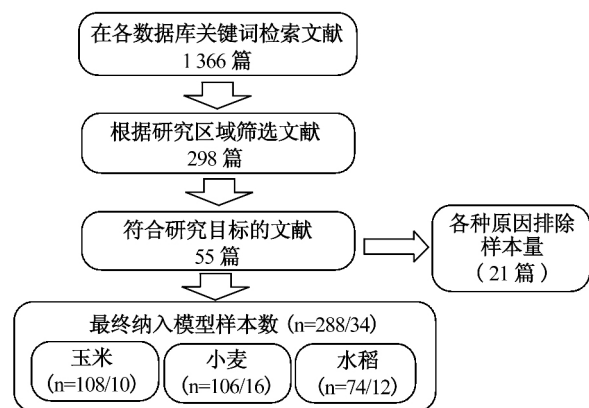 在各数据库关键词检索文献
1 366 篇
根据研究区域筛选文献
298 篇
符合研究目标的文献
55 篇
各种原因排除
样本量
（21 篇）
最终纳入模型样本数 (n=288/34)
玉米
(n=108/10)
小麦
(n=106/16)
水稻
(n=74/12)